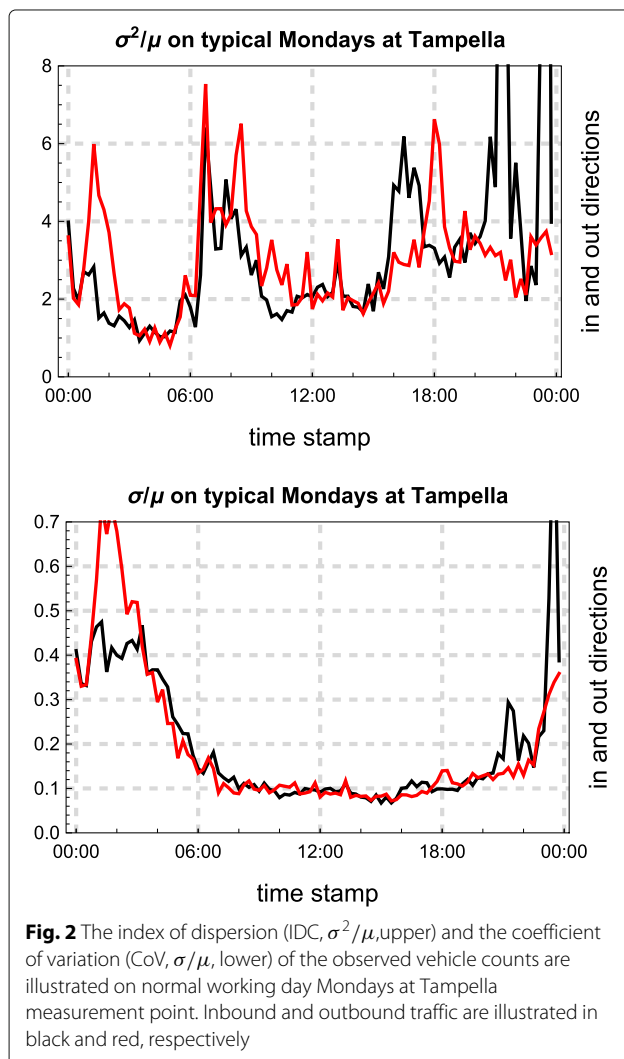 σ²/μ on typical Mondays at Tampella
8
6
4
2
0
00:00 06:00 12:00 18:00 00:00
time stamp
in and out directions
σ/μ on typical Mondays at Tampella
0.7
0.6
0.5
0.4
0.3
0.2
0.1
0.0
00:00 06:00 12:00 18:00 00:00
time stamp
in and out directions
Fig. 2 The index of dispersion (IDC, σ²/μ,upper) and the coefficient
of variation (CoV, σ/μ, lower) of the observed vehicle counts are
illustrated on normal working day Mondays at Tampella
measurement point. Inbound and outbound traffic are illustrated in
black and red, respectively